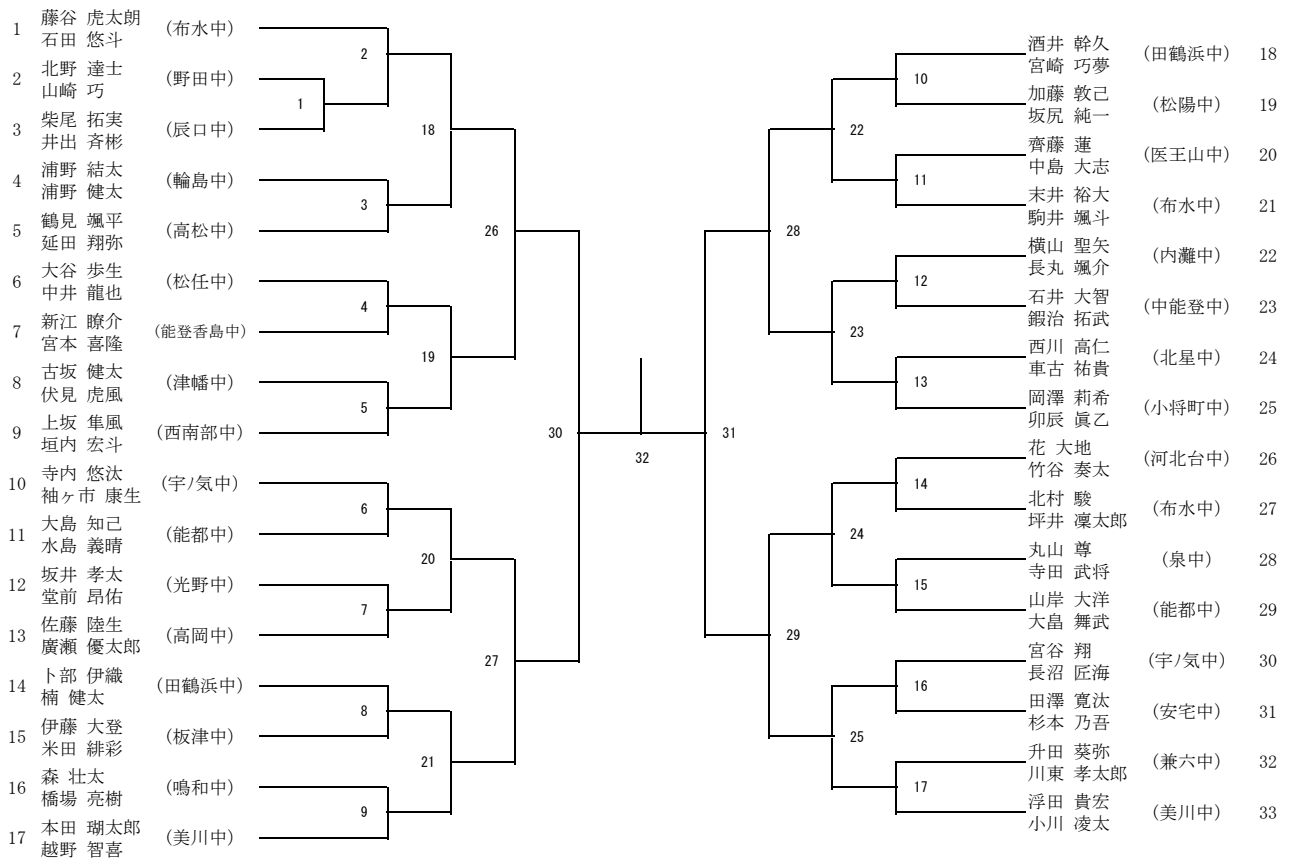 1 藤谷 虎太朗 (布水中)
石田 悠斗
2 北野 達士 (野田中)
山崎 巧
3 柴尾 拓実 (辰口中)
井出 斉彬
4 浦野 結太 (輪島中)
浦野 健太
5 鶴見 颯平 (高松中)
延田 翔弥
6 大谷 歩生 (松任中)
中井 龍也
7 新江 瞭介 (能登香島中)
宮本 喜隆
8 古坂 健太 (津幡中)
伏見 虎風
9 上坂 隼風 (西南部中)
垣内 宏斗
10 寺内 悠汰 (宇ノ気中)
袖ヶ市 康生
11 大島 知己 (能都中)
水島 義晴
12 坂井 孝太 (光野中)
堂前 昂佑
13 佐藤 陸生 (高岡中)
廣瀬 優太郎
14 卜部 伊織 (田鶴浜中)
楠 健太
15 伊藤 大登 (板津中)
米田 緋彩
16 森 壮太 (鳴和中)
橋場 亮樹
17 本田 瑚太郎 (美川中)
越野 智喜
2
1
18
3
26
4
19
5
30
6
20
7
27
8
21
9
32
31
10
22
11
28
12
23
13
14
24
15
29
16
25
17
酒井 幹久 (田鶴浜中) 18
宮崎 巧夢
加藤 敦己 (松陽中) 19
坂尻 純一
齊藤 蓮 (医王山中) 20
中島 大志
末井 裕大 (布水中) 21
駒井 颯斗
横山 聖矢 (内灘中) 22
長丸 颯介
石井 大智 (中能登中) 23
鍜治 拓武
西川 高仁 (北星中) 24
車古 祐貴
岡澤 莉希 (小将町中) 25
卯辰 眞乙
花 大地 (河北台中) 26
竹谷 奏太
北村 駿 (布水中) 27
坪井 凜太郎
丸山 尊 (泉中) 28
寺田 武将
山岸 大洋 (能都中) 29
大畠 舞武
宮谷 翔 (宇ノ気中) 30
長沼 匠海
田澤 寛汰 (安宅中) 31
杉本 乃吾
升田 葵弥 (兼六中) 32
川東 孝太郎
浮田 貴宏 (美川中) 33
小川 凌太